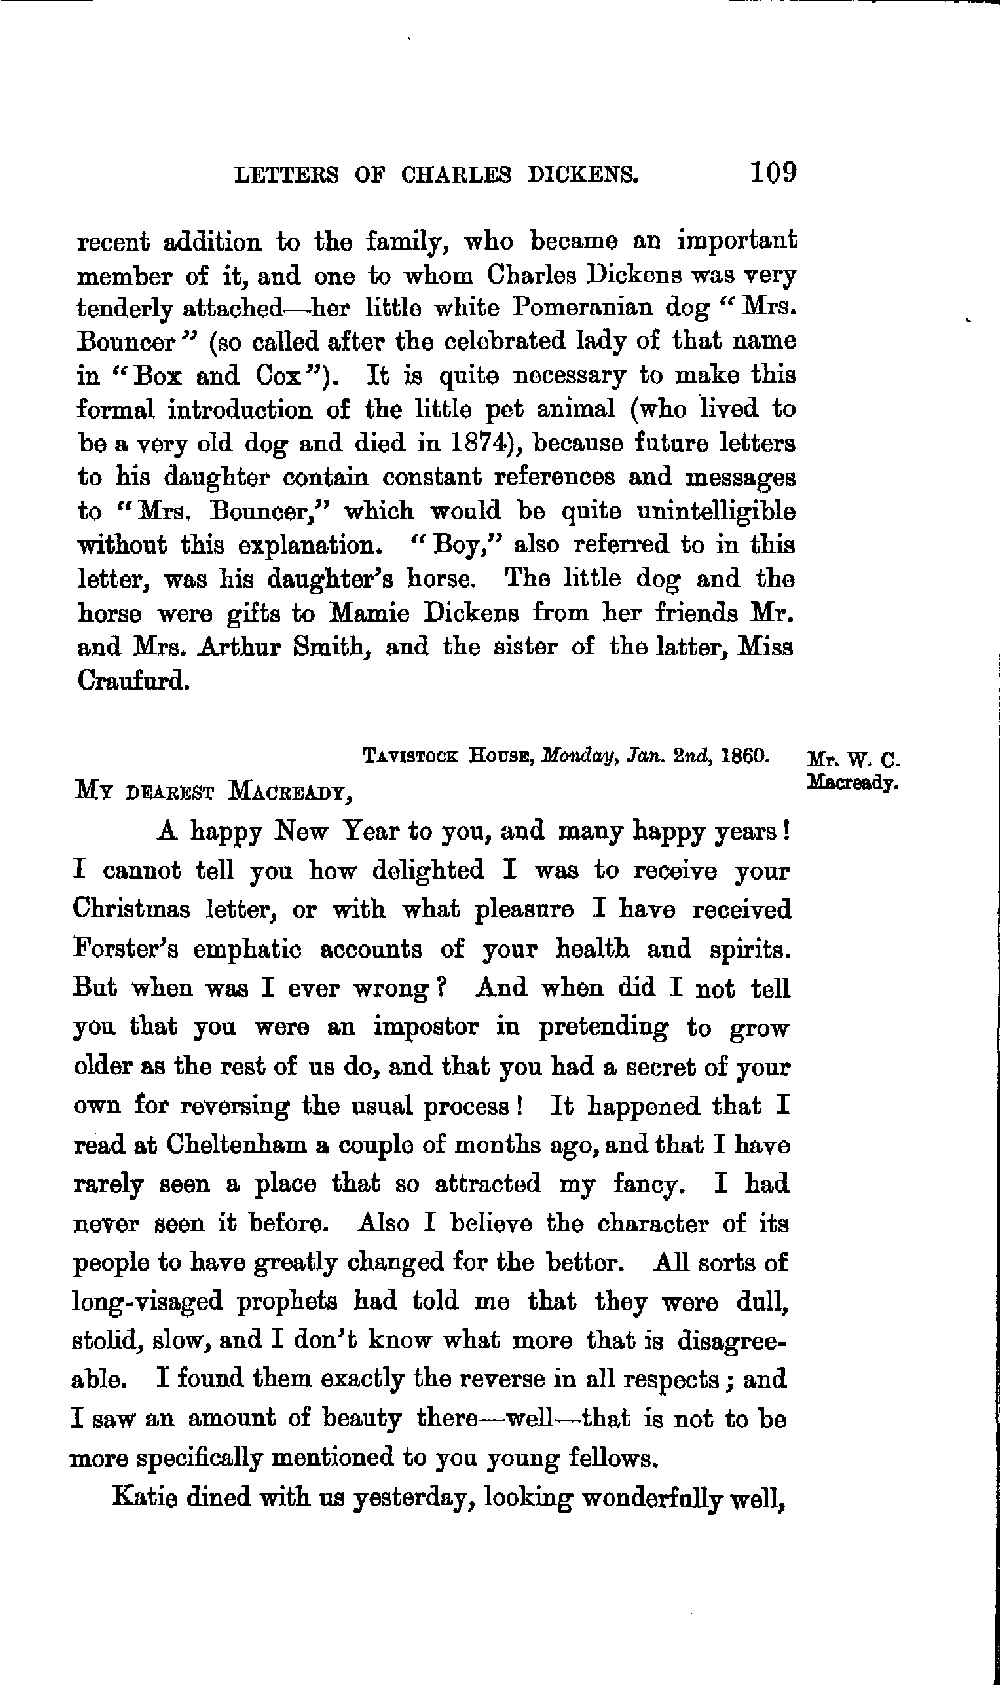 LETTERS OF CHARLES DICKENS. 109
recent addition to the family, who became an important
member of it, and one to whom Charles Dickens was very
tenderly attached—her little white Pomeranian dog “Mrs.
Bouncer” (so called after the celebrated lady of that name
in “Box and Cox”). It is quite necessary to make this
formal introduction of the little pet animal (who lived to
be a very old dog and died in 1874), because future letters
to his daughter contain constant references and messages
to “Mrs. Bouncer,” which would be quite unintelligible
without this explanation. “Boy,” also referred to in this
letter, was his daughter’s horse. The little dog and the
horse were gifts to Mamie Dickens from her friends Mr.
and Mrs. Arthur Smith, and the sister of the latter, Miss
Craufurd.
Tavistock House, Monday, Jan. 2nd, 1860.
Mr. W. C.
Macready.
My dearest Macready,
A happy New Year to you, and many happy years!
I cannot tell you how delighted I was to receive your
Christmas letter, or with what pleasure I have received
Forster’s emphatic accounts of your health and spirits.
But when was I ever wrong? And when did I not tell
you that you were an impostor in pretending to grow
older as the rest of us do, and that you had a secret of your
own for reversing the usual process! It happened that I
read at Cheltenham a couple of months ago, and that I have
rarely seen a place that so attracted my fancy. I had
never seen it before. Also I believe the character of its
people to have greatly changed for the better. All sorts of
long-visaged prophets had told me that they were dull,
stolid, slow, and I don’t know what more that is disagree-
able. I found them exactly the reverse in all respects; and
I saw an amount of beauty there—well—that is not to be
more specifically mentioned to you young fellows.
Katie dined with us yesterday, looking wonderfully well,